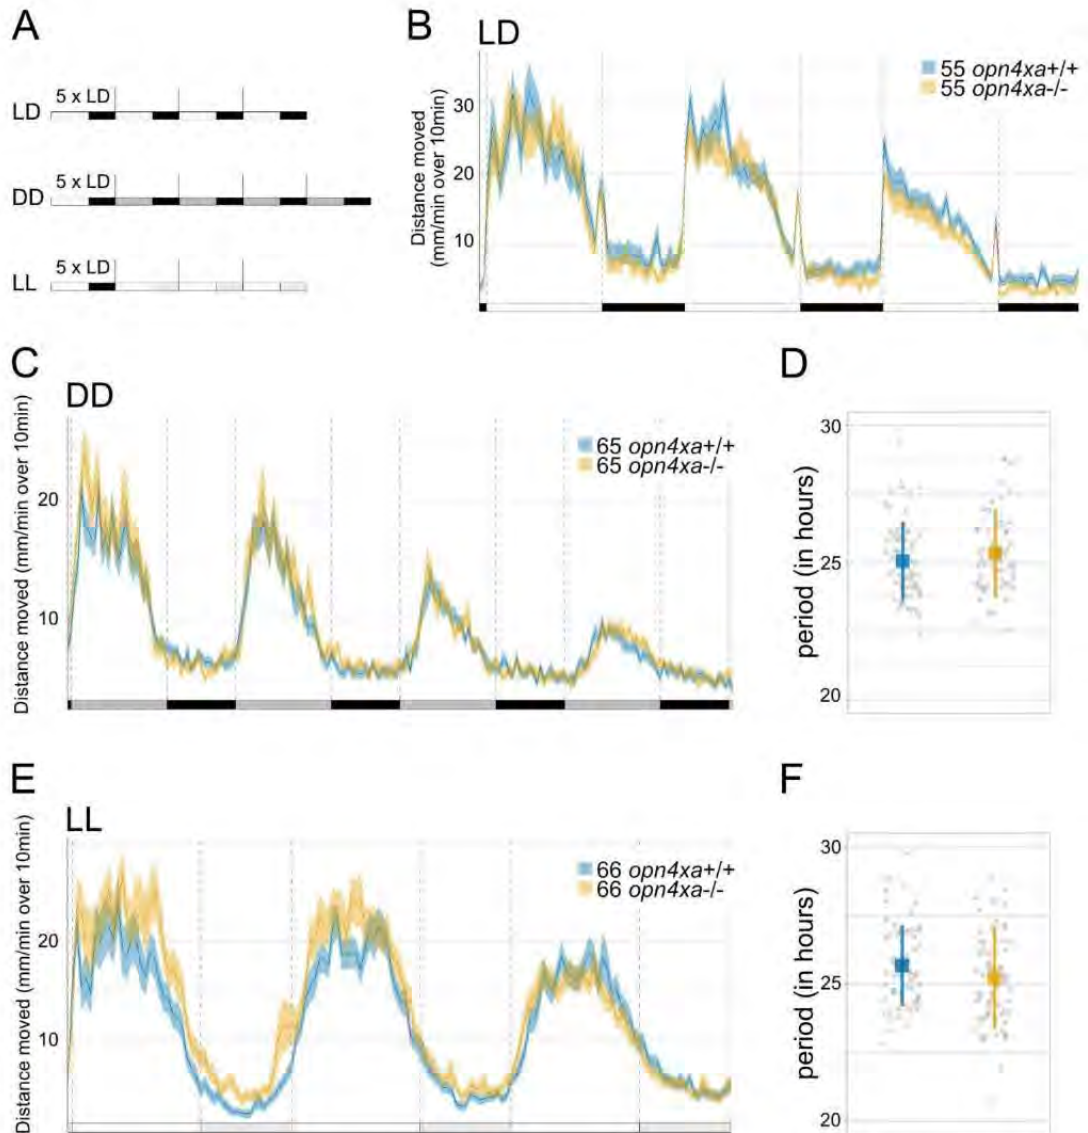 A
5 x LD
LD
5 x LD
DD
5 x LD
LL
B
LD
55 opn4xa+/+
55 opn4xa-/-
Distance moved
(mm/min over 10min)
30
20
10
C
DD
65 opn4xa+/+
65 opn4xa-/-
Distance moved (mm/min over 10min)
20
10
D
period (in hours)
30
25
20
E
LL
66 opn4xa+/+
66 opn4xa-/-
Distance moved (mm/min over 10min)
20
10
F
period (in hours)
30
25
20